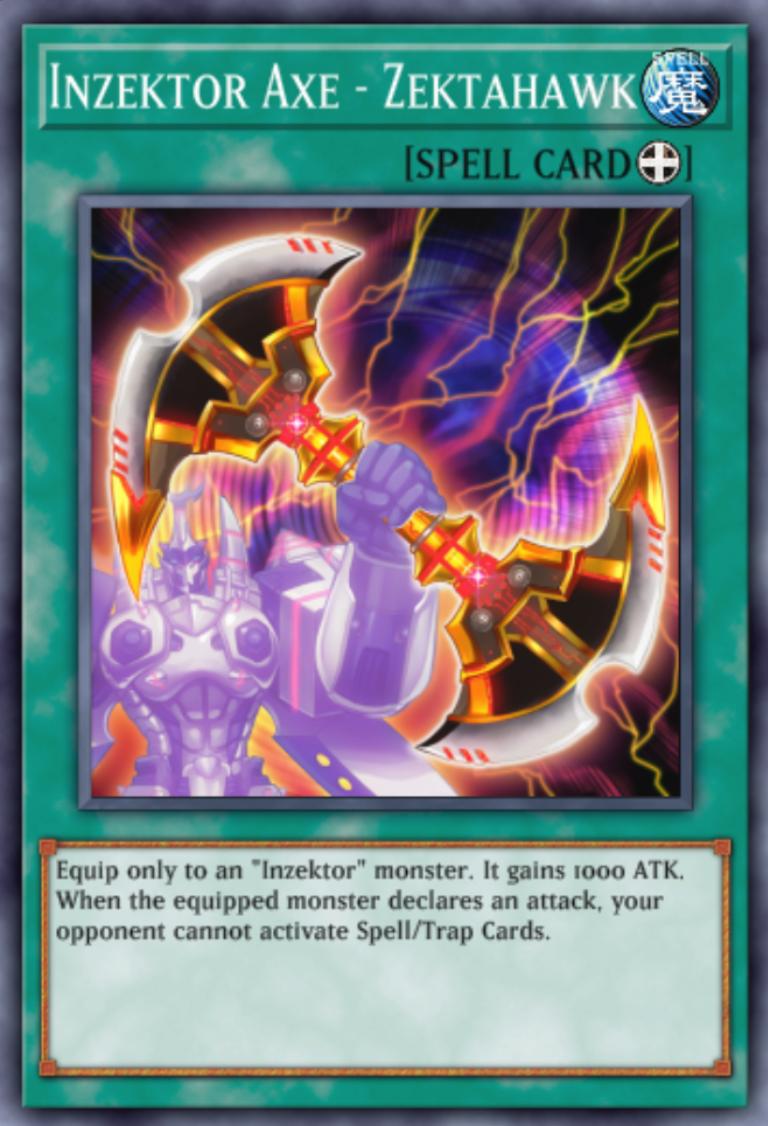 Inzektor Axe - Zektahawk
SPELL
魔
[SPELL CARD]
Equip only to an "Inzektor" monster. It gains 1000 ATK.
When the equipped monster declares an attack, your
opponent cannot activate Spell/Trap Cards.